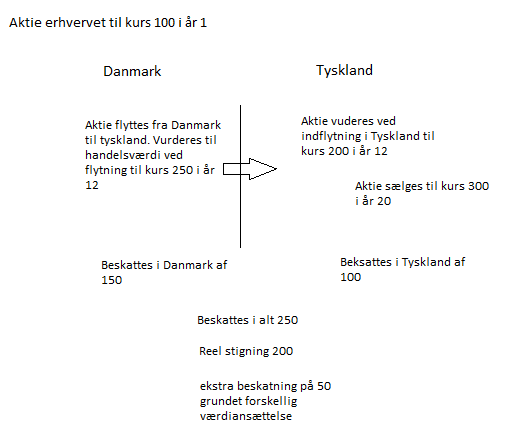 Aktie erhvervet til kurs 100 i år 1
Danmark
Tyskland
Aktie flyttes fra Danmark
til tyskland. Vurderes til
handelsværdi ved
flytning til kurs 250 i år
12
Aktie vuderes ved
indflytning i Tyskland til
kurs 200 i år 12
Aktie sælges til kurs 300
i år 20
Beskattes i Danmark af
150
Beksattes i Tyskland af
100
Beskattes i alt 250
Reel stigning 200
ekstra beskatning på 50
grundet forskellig
værdiansættelse